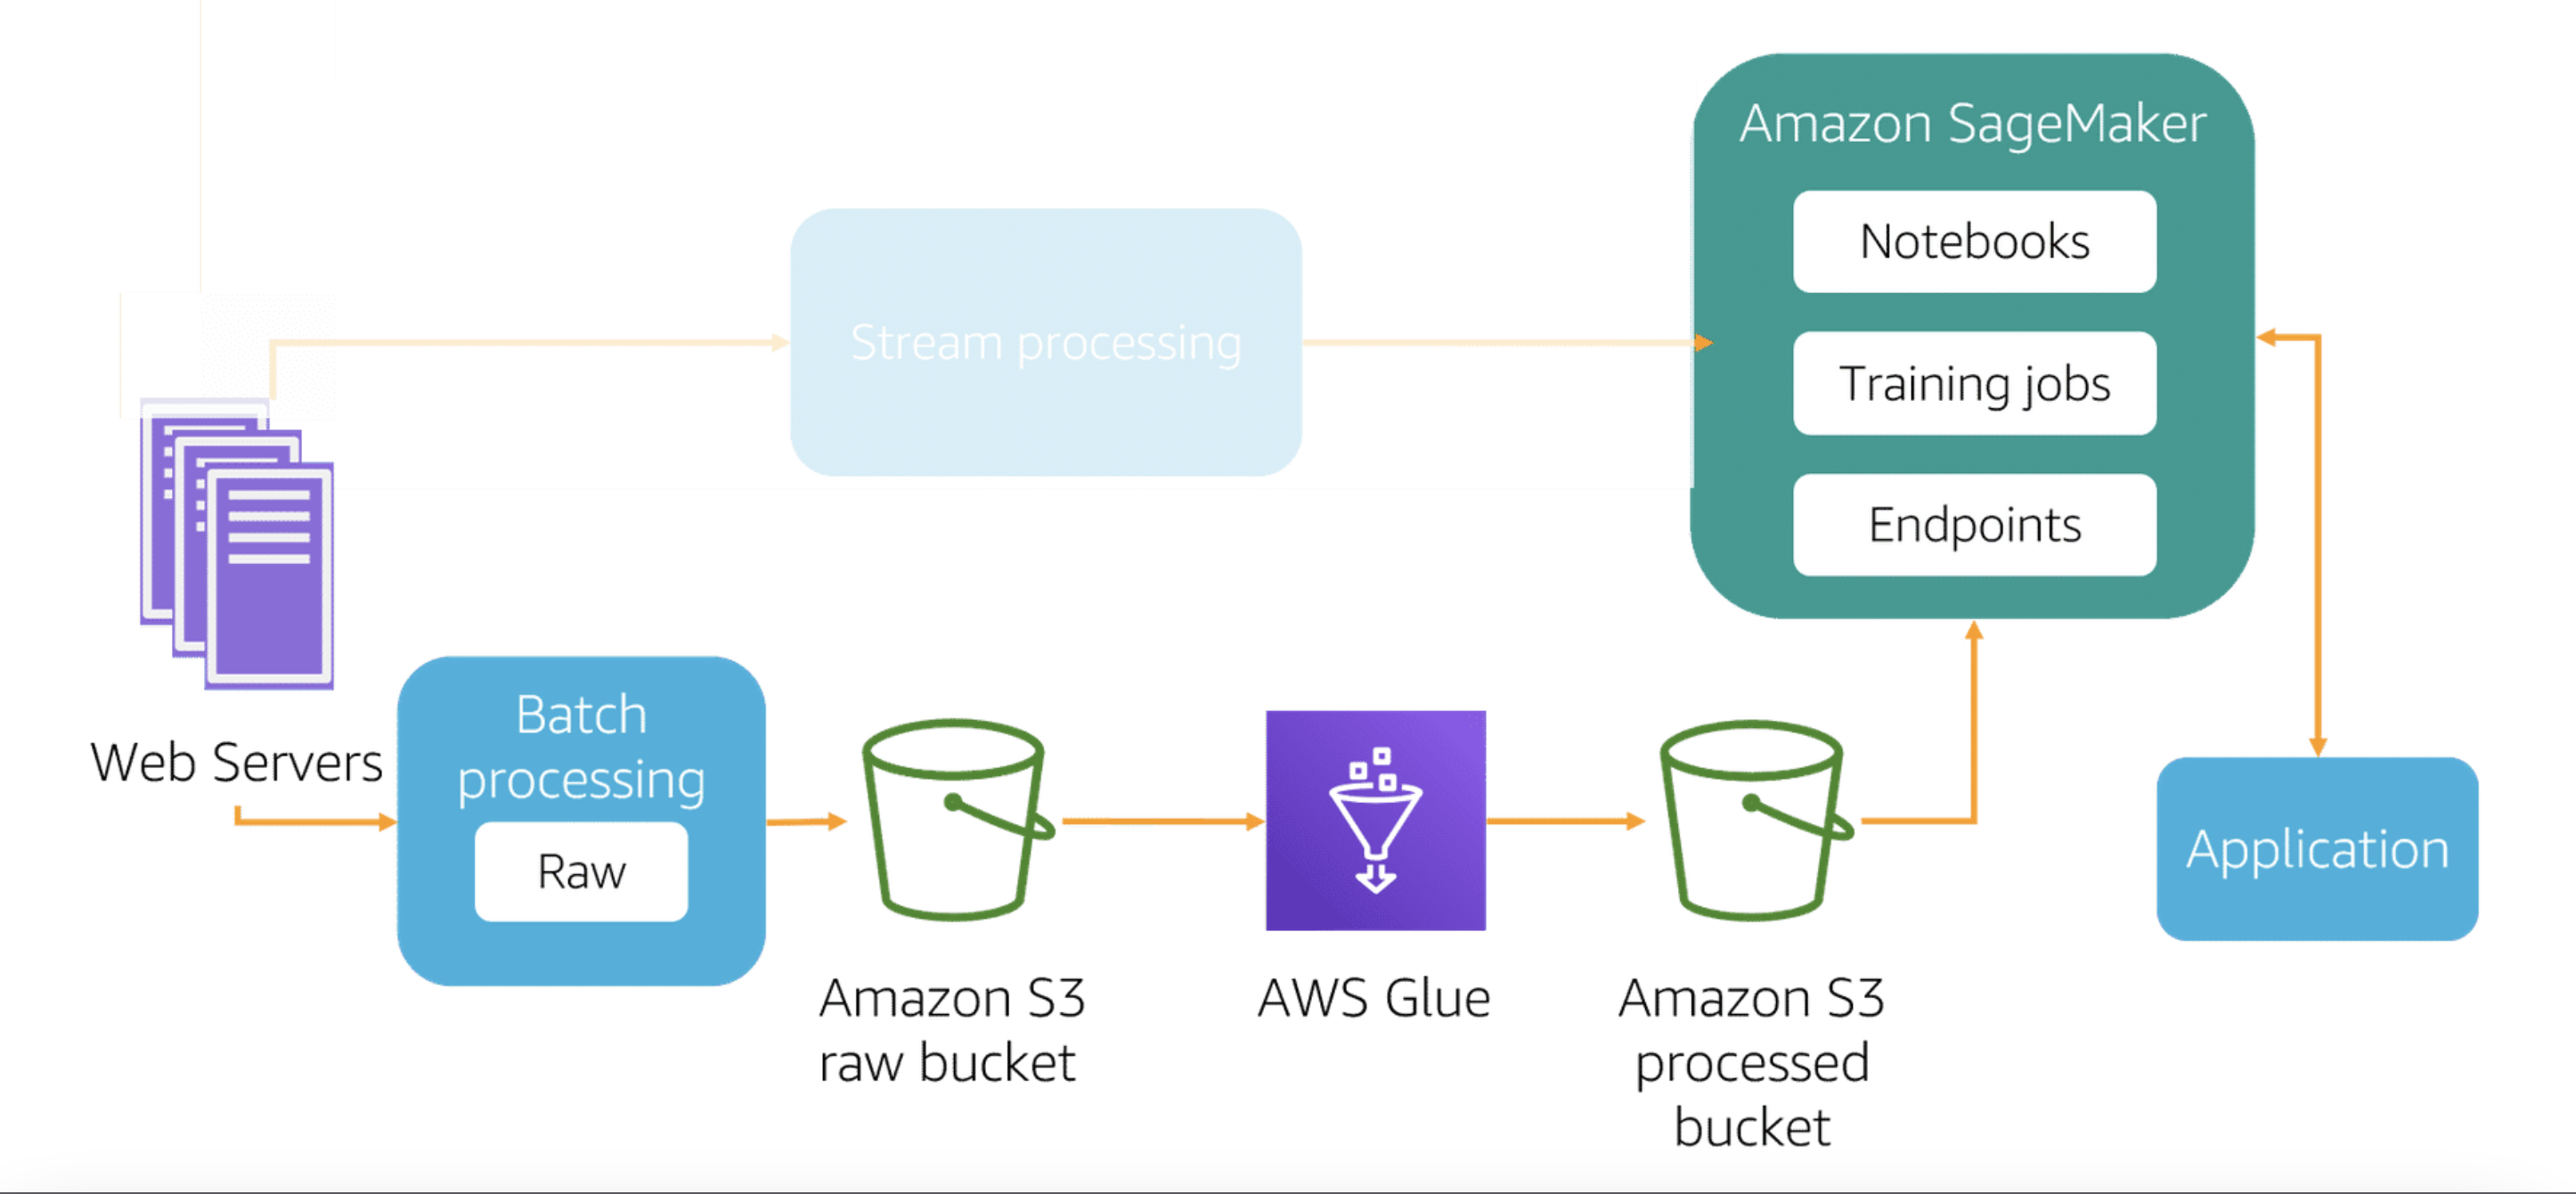 Amazon SageMaker
Notebooks
Stream processing
Training jobs
Endpoints
Web Servers
Batch
processing
Raw
Application
Amazon S3
raw bucket
AWS Glue
Amazon S3
processed
bucket